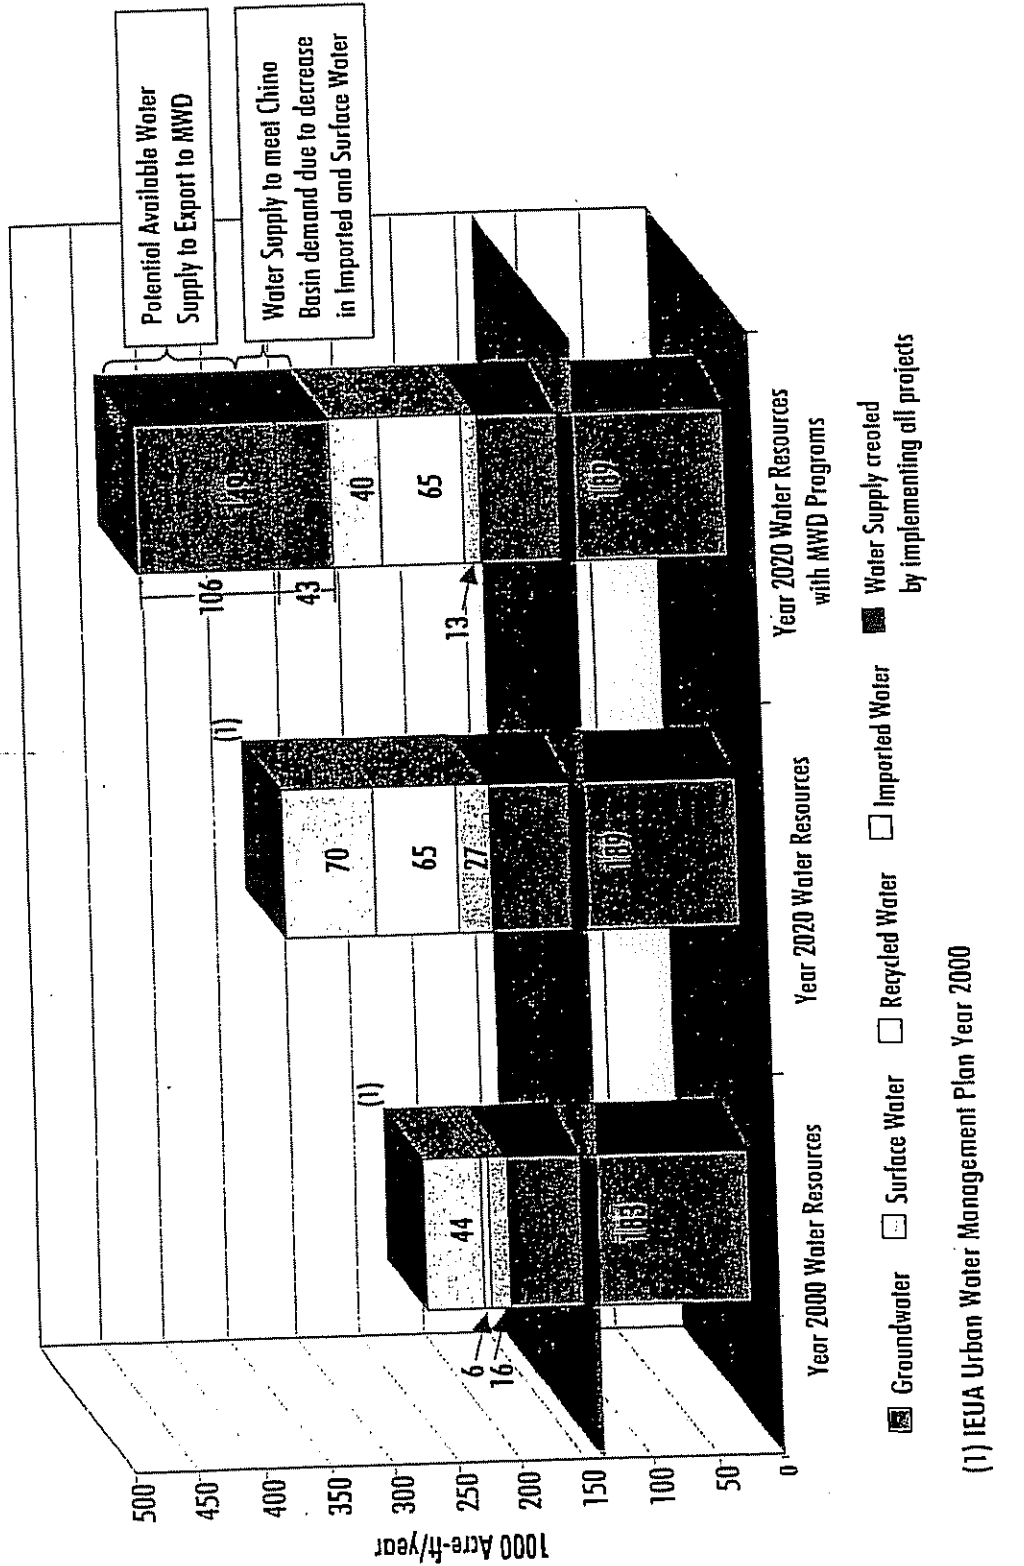 Potential Available Water
Supply to Export to MWD
Water Supply to meet Chino
Basin demand due to decrease
in Imported and Surface Water
1000 Acre-ft/year
500
450
400
350
300
250
200
150
100
50
0
(1)
44
6
16
183
(1)
70
65
27
189
106
43
149
40
65
13
189
Year 2000 Water Resources
Year 2020 Water Resources
Year 2020 Water Resources
with MWD Programs
Groundwater
Surface Water
Recycled Water
Imported Water
Water Supply created
by implementing all projects
(1) IEUA Urban Water Management Plan Year 2000